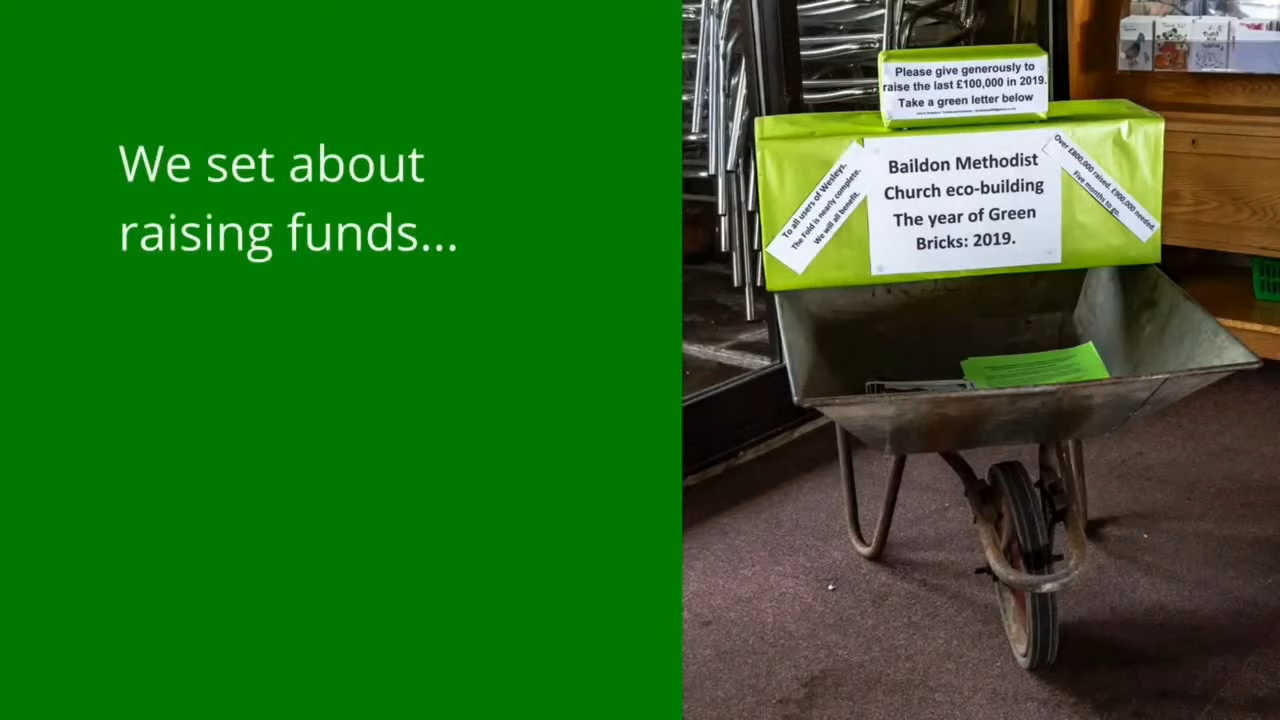 We set about
raising funds...
Please give generously to
raise the last £100,000 in 2019.
Take a green letter below
To all users of Wesleys.
The Fold is nearly complete.
We will all benefit.
Baildon Methodist
Church eco-building
The year of Green
Bricks: 2019.
Over £800,000 raised. £900,000 needed.
Five months to go.